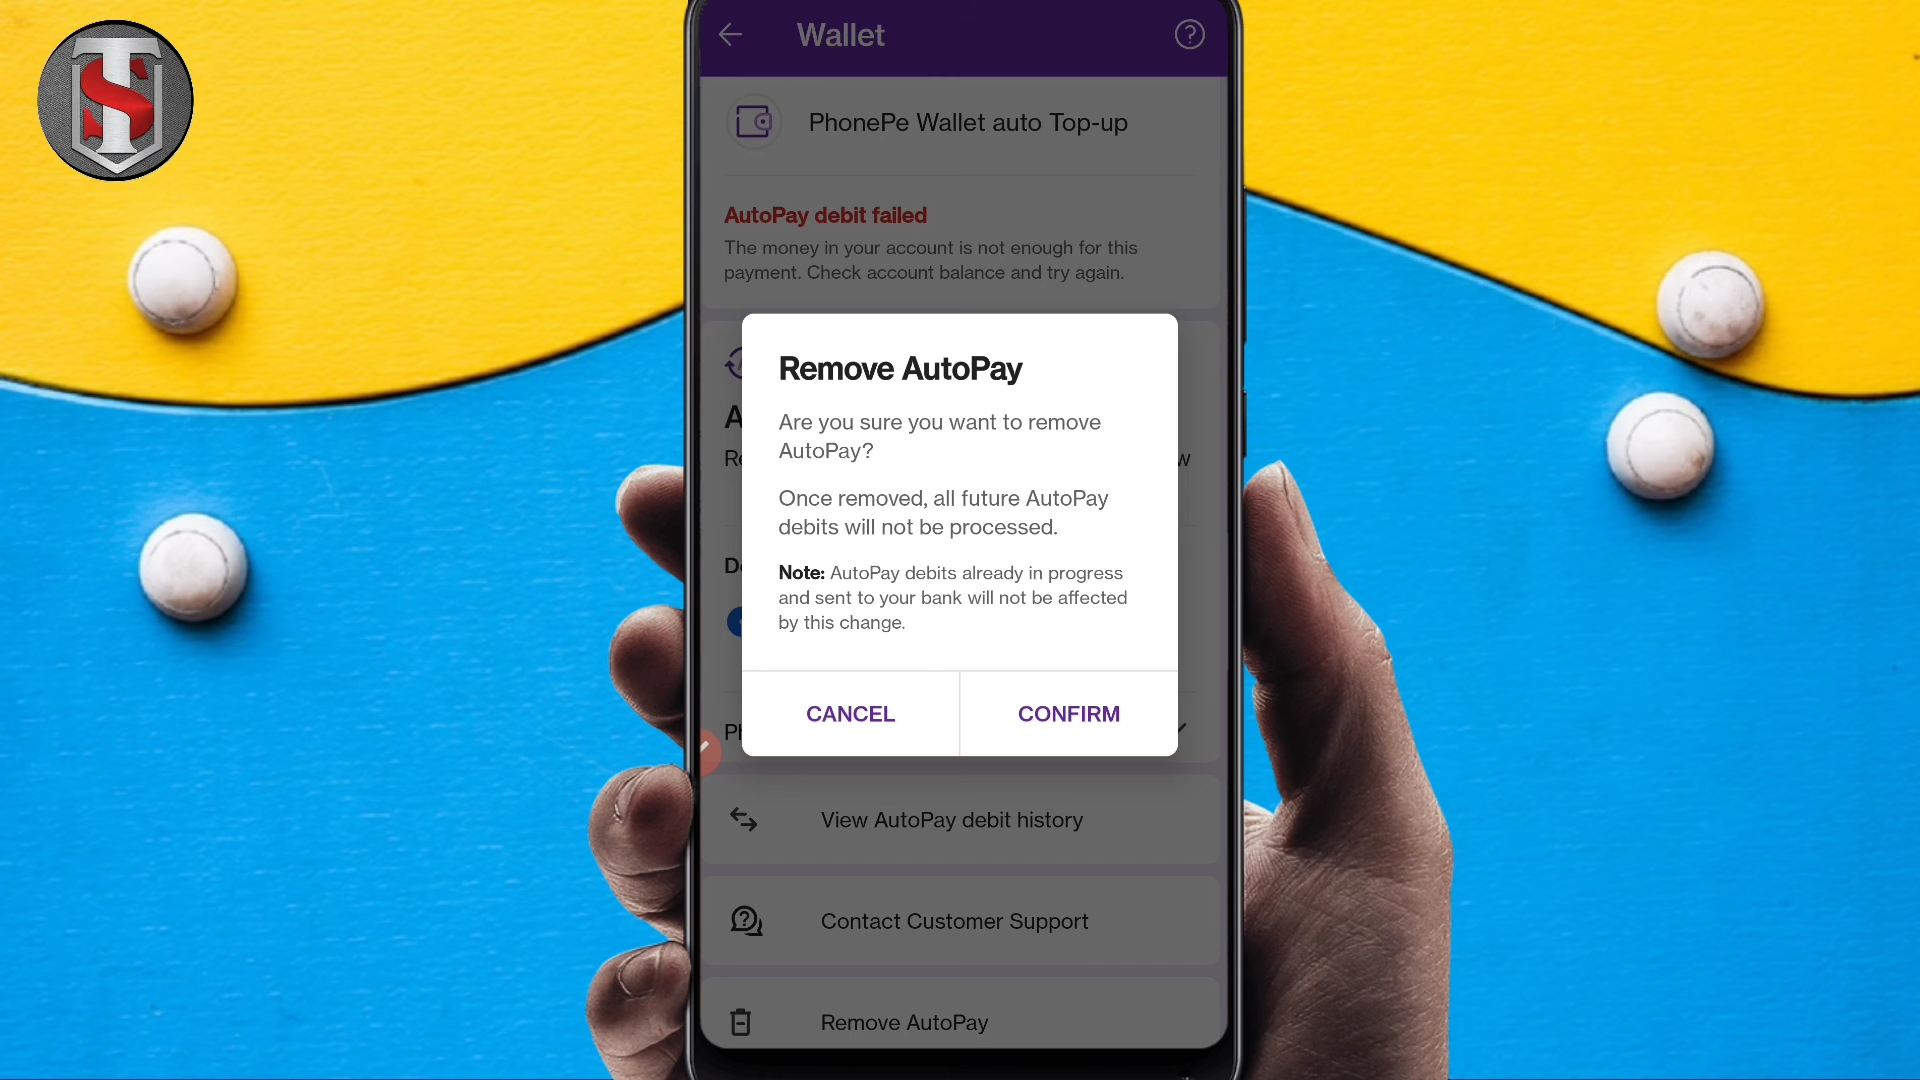 Wallet
PhonePe Wallet auto Top-up
AutoPay debit failed
The money in your account is not enough for this
payment. Check account balance and try again.
Remove AutoPay
Are you sure you want to remove
AutoPay?
Once removed, all future AutoPay
debits will not be processed.
Note: AutoPay debits already in progress
and sent to your bank will not be affected
by this change.
CANCEL
CONFIRM
View AutoPay debit history
Contact Customer Support
Remove AutoPay